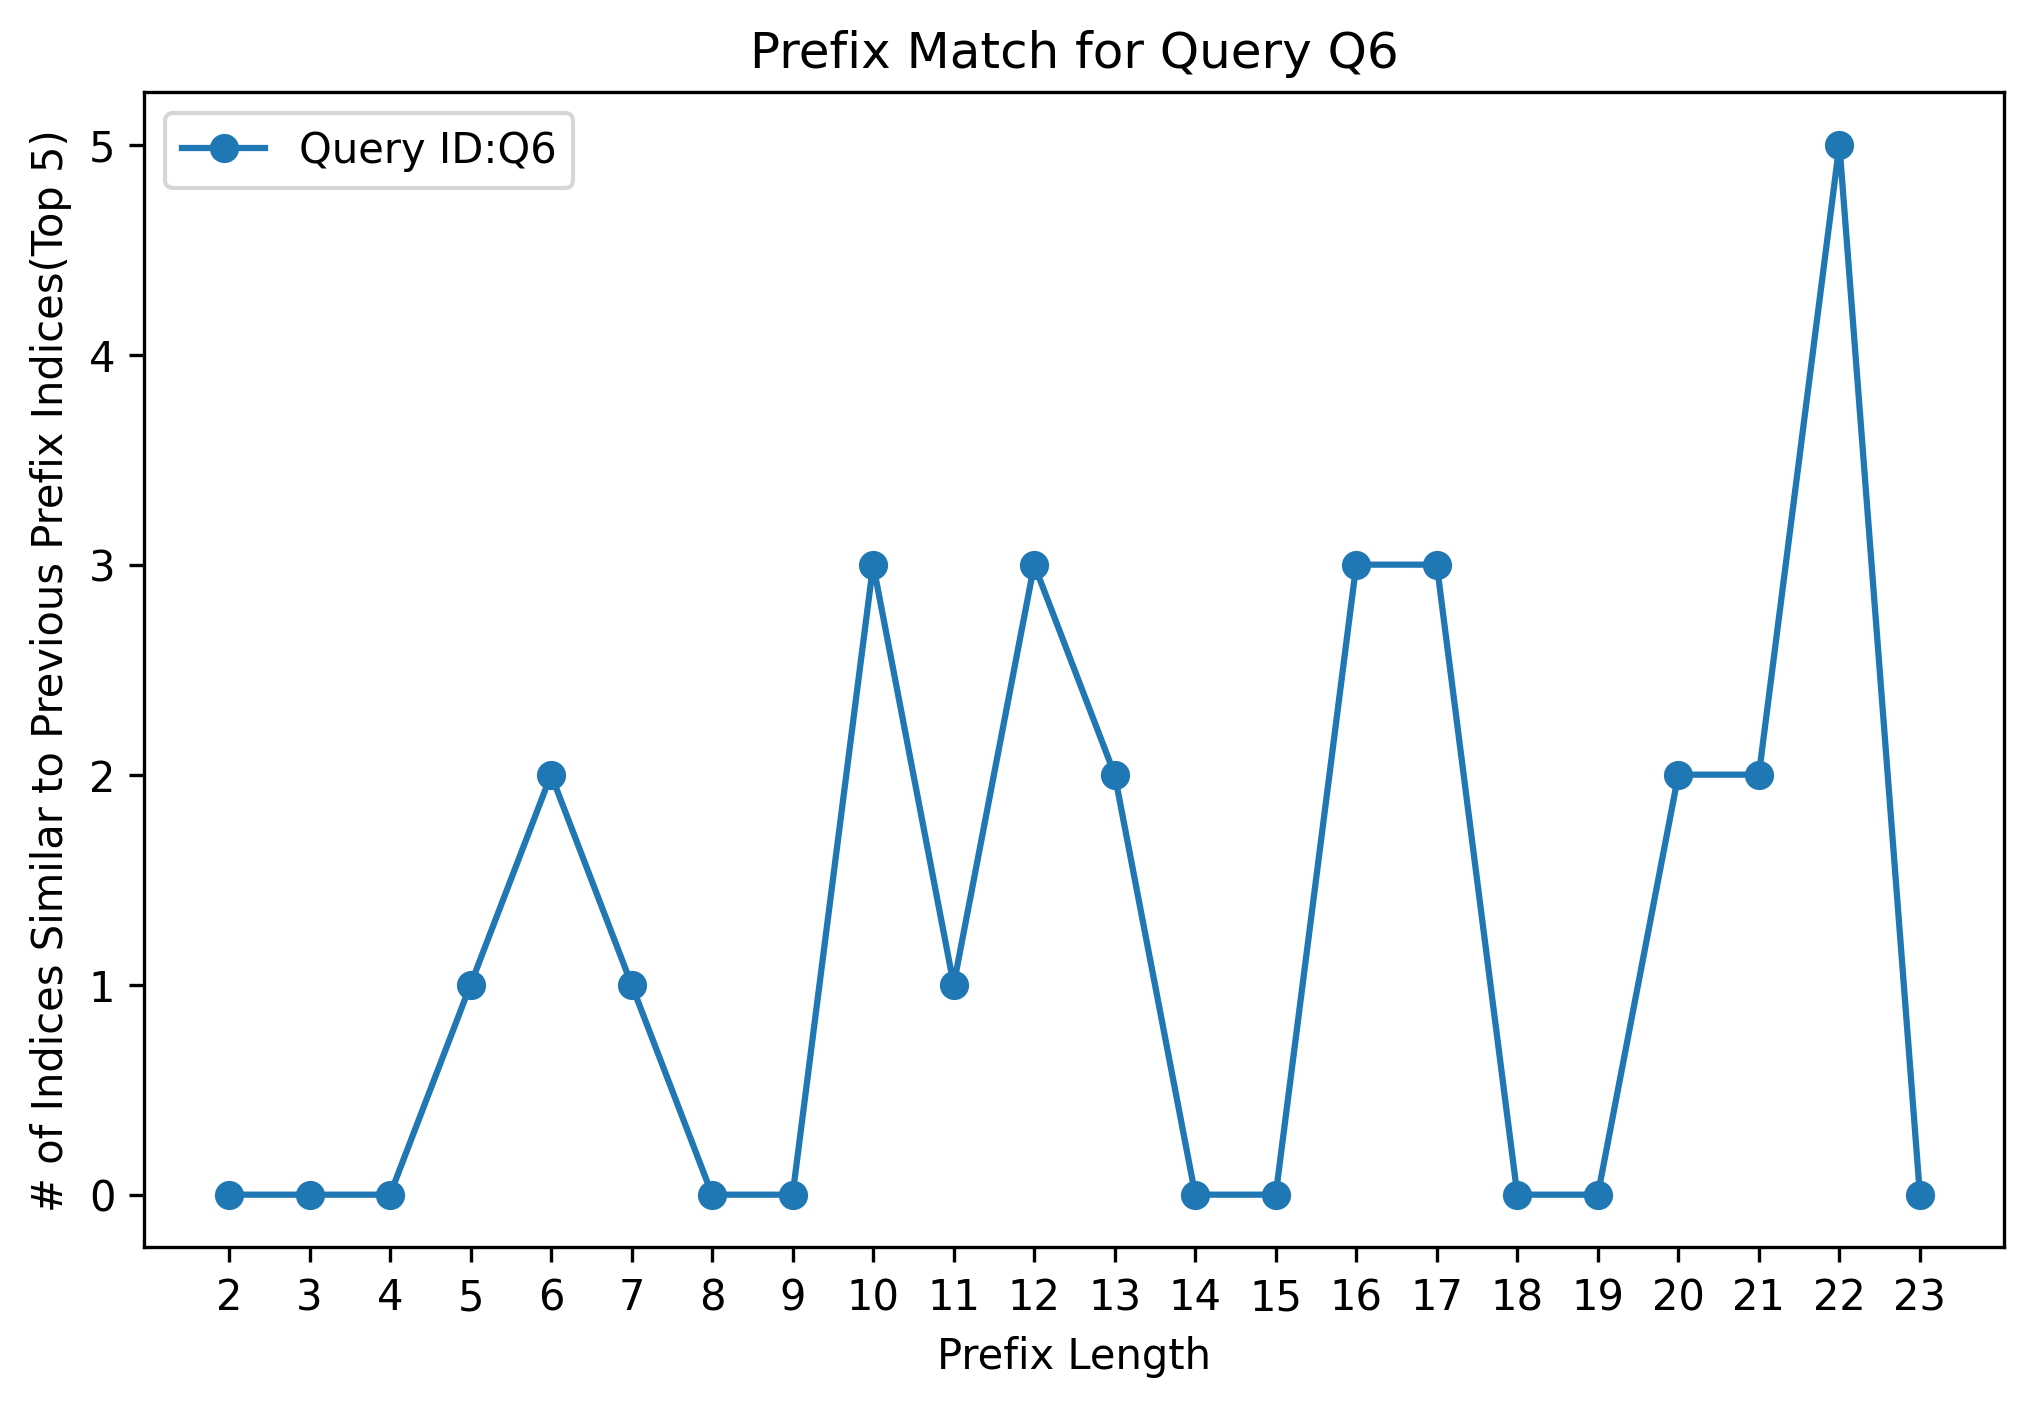 Prefix Match for Query Q6
Query ID:Q6
# of Indices Similar to Previous Prefix Indices(Top 5)
5
4
3
2
1
0
2 3 4 5 6 7 8 9 10 11 12 13 14 15 16 17 18 19 20 21 22 23
Prefix Length